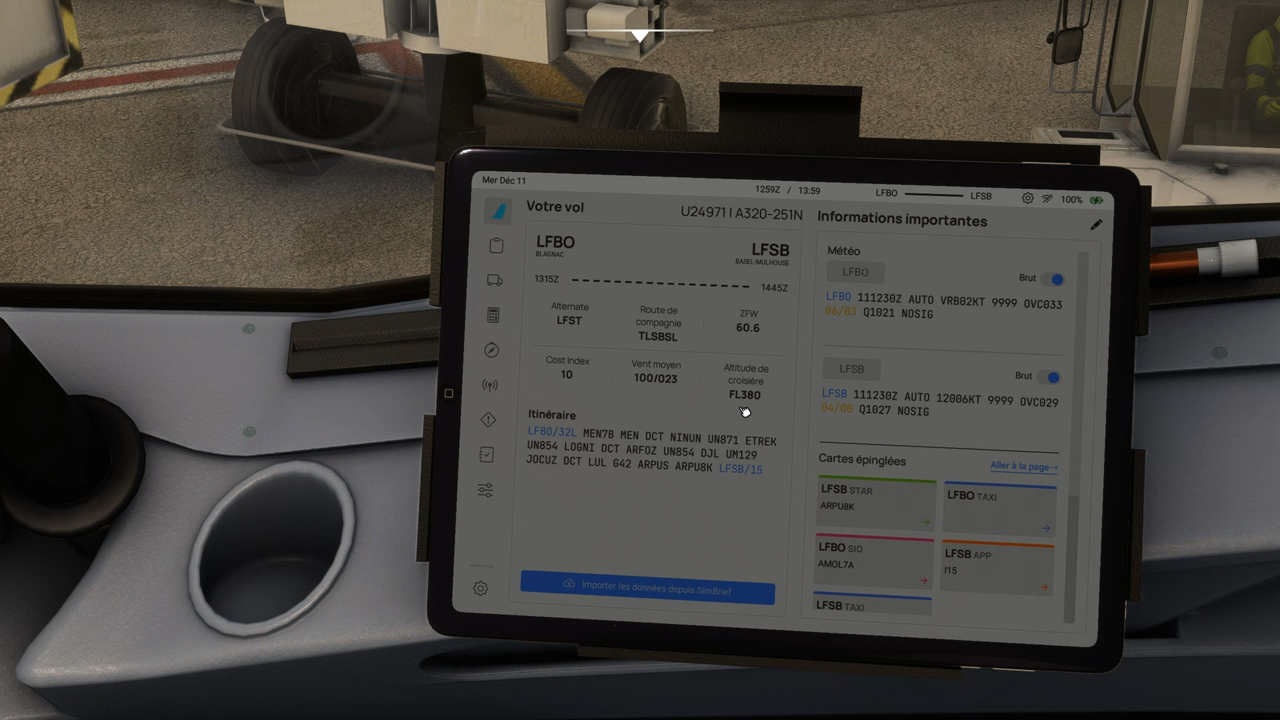 Mer Déc 11
1259Z / 13:59
LFBO LFSB
100%
Votre vol
U24971 | A320-251N
LFBO
BLAGNAC
LFSB
BASEL-MULHOUSE
1315Z
1445Z
Alternate
LFST
Route de
compagnie
TLSBSL
ZFW
60.6
Cost Index
10
Vent moyen
100/023
Altitude de
croisière
FL380
Itinéraire
LFBO/32L MEN7B MEN DCT NINUN UN871 ETREK
UN854 LOGNI DCT ARFOZ UN854 DJL UM129
JOCUZ DCT LUL G42 ARPUS ARPU8K LFSB/15
Importer les données depuis SimBrief
Informations importantes
Météo
LFBO
Brut
LFBO 111230Z AUTO VRB02KT 9999 OVC033
06/03 Q1021 NOSIG
LFSB
Brut
LFSB 111230Z AUTO 12006KT 9999 OVC029
04/00 Q1027 NOSIG
Cartes épinglées
Aller à la page
LFSB STAR
ARPU8K
LFBO TAXI
LFBO SID
AMOL7A
LFSB APP
I15
LFSB TAXI